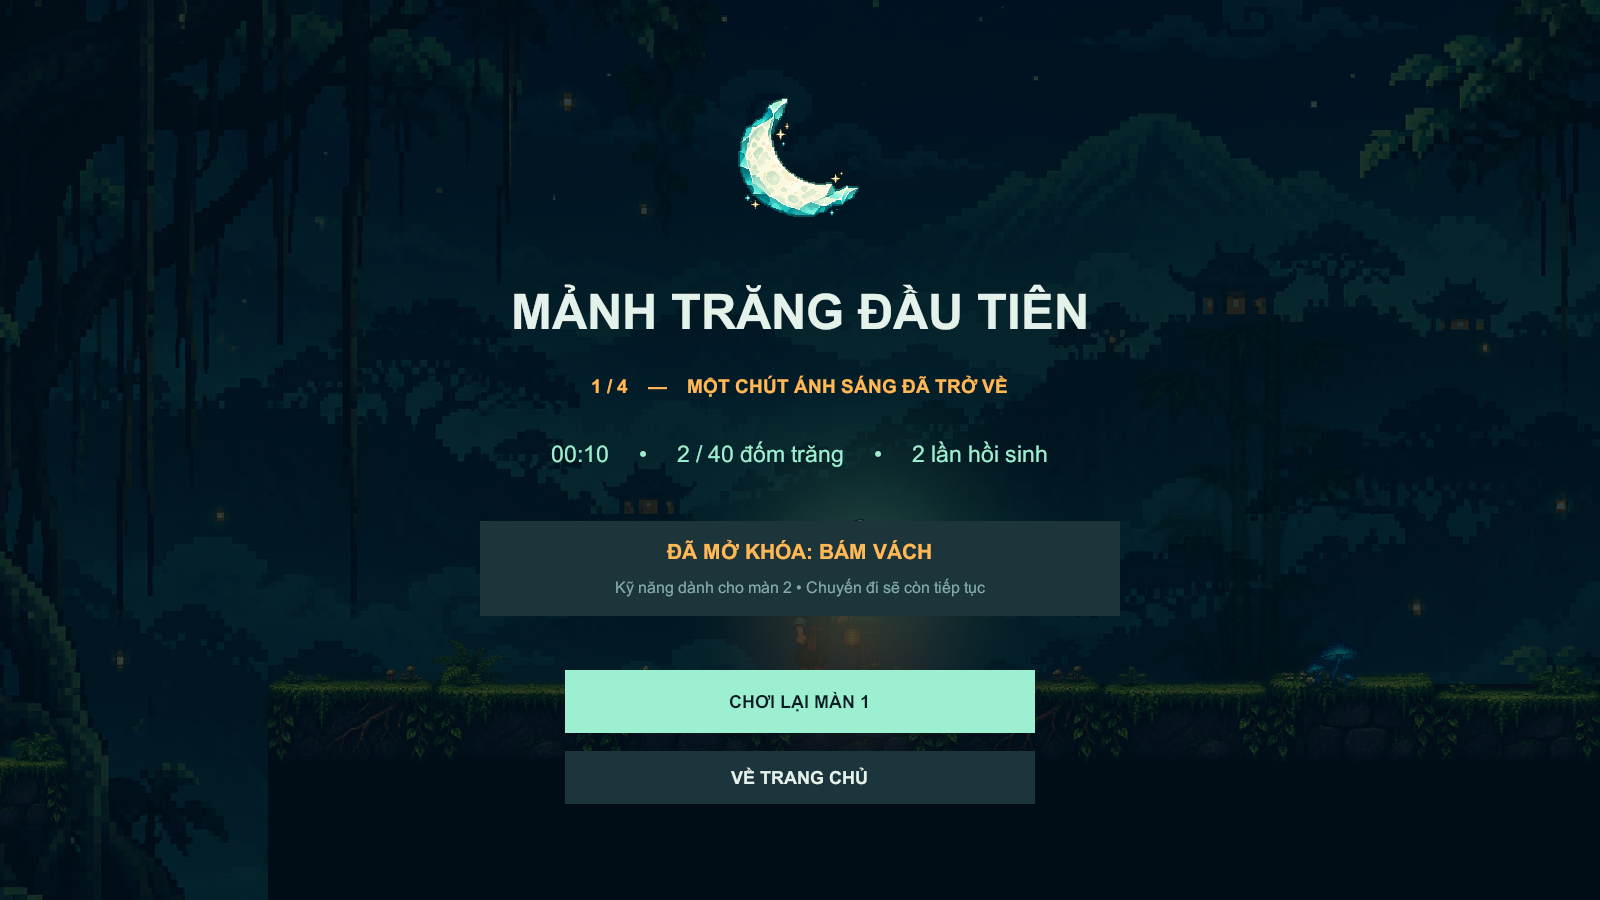 MẢNH TRĂNG ĐẦU TIÊN
1 / 4 — MỘT CHÚT ÁNH SÁNG ĐÃ TRỞ VỀ
00:10 • 2 / 40 đốm trăng • 2 lần hồi sinh
ĐÃ MỞ KHÓA: BÁM VÁCH
Kỹ năng dành cho màn 2 • Chuyến đi sẽ còn tiếp tục
CHƠI LẠI MÀN 1
VỀ TRANG CHỦ